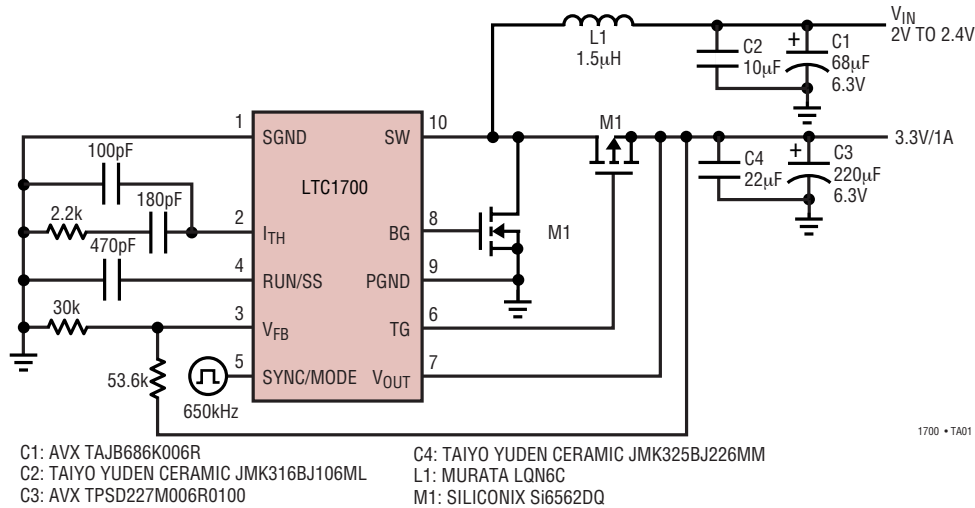 V_IN
2V TO 2.4V
L1
1.5µH
C2
10µF
+
C1
68µF
6.3V
1
SGND
SW
10
M1
3.3V/1A
100pF
LTC1700
C4
22µF
+
C3
220µF
6.3V
180pF
2.2k
2
I_TH
BG
8
M1
470pF
4
RUN/SS
PGND
9
30k
3
V_FB
TG
6
53.6k
5
SYNC/MODE
V_OUT
7
650kHz
1700 • TA01
C1: AVX TAJB686K006R
C2: TAIYO YUDEN CERAMIC JMK316BJ106ML
C3: AVX TPSD227M006R0100
C4: TAIYO YUDEN CERAMIC JMK325BJ226MM
L1: MURATA LQN6C
M1: SILICONIX Si6562DQ